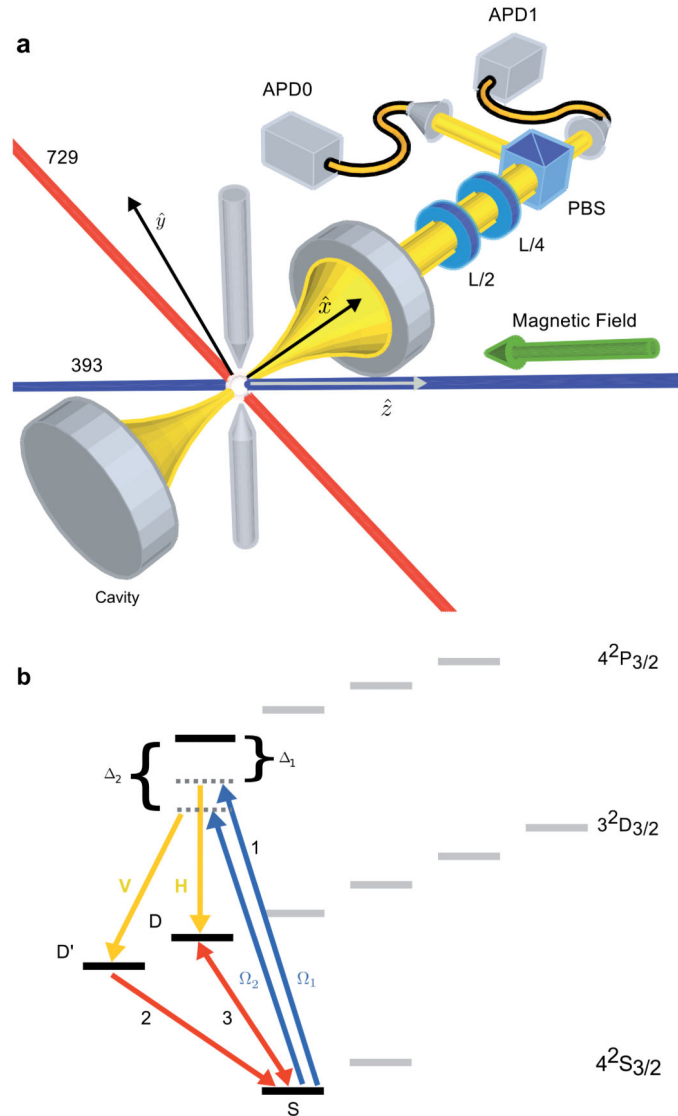 a
APD1
APD0
729
ŷ
PBS
L/4
L/2
x̂
Magnetic Field
393
ẑ
Cavity
b
4²P₃/₂
Δ₂
Δ₁
1
3²D₃/₂
V
H
D
D'
Ω₂
Ω₁
2
3
4²S₃/₂
S